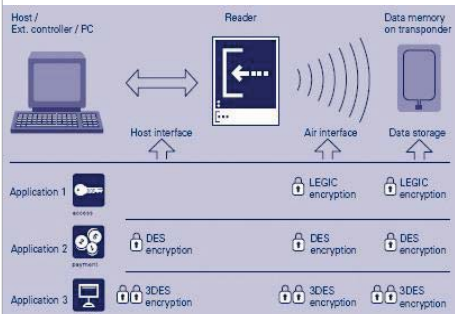 Host /
Ext. controller / PC
Reader
Data memory
on transponder
Host interface
Air interface
Data storage
Application 1
access
LEGIC
encryption
LEGIC
encryption
Application 2
payment
DES
encryption
DES
encryption
DES
encryption
Application 3
3DES
encryption
3DES
encryption
3DES
encryption